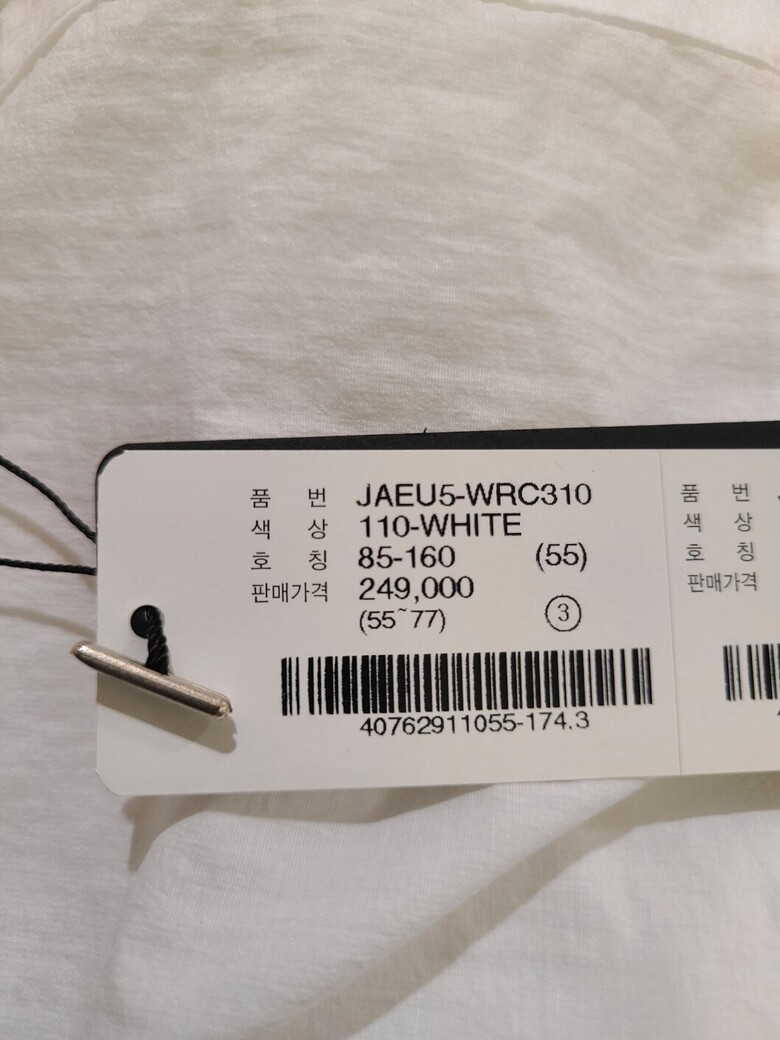 품 번 JAEU5-WRC310
색 상 110-WHITE
호 칭 85-160 (55)
판매가격 249,000
(55~77) ③
40762911055-174.3
품 번
색 상
호 칭
판매가격